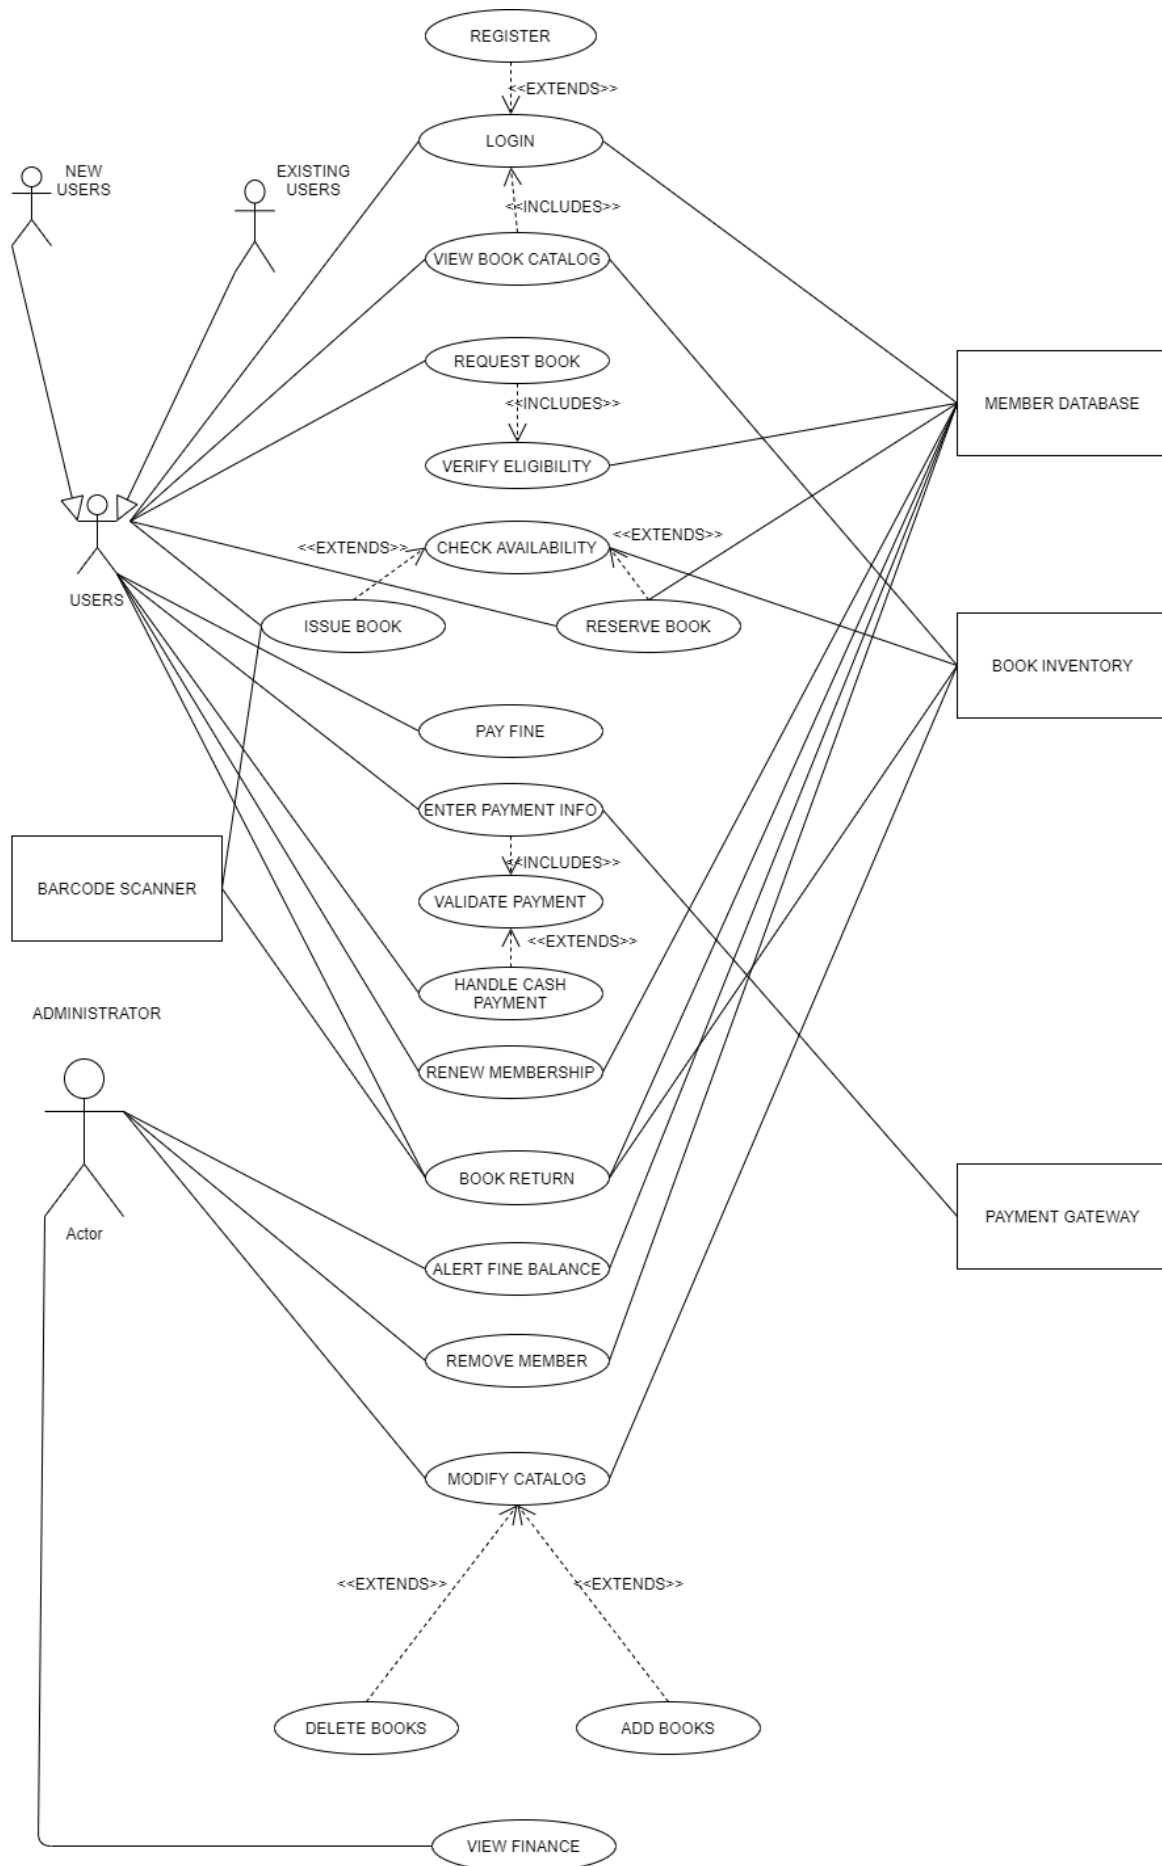 REGISTER
<<EXTENDS>>
LOGIN
NEW
USERS
EXISTING
USERS
<<INCLUDES>>
VIEW BOOK CATALOG
REQUEST BOOK
<<INCLUDES>>
MEMBER DATABASE
VERIFY ELIGIBILITY
<<EXTENDS>>
CHECK AVAILABILITY
<<EXTENDS>>
USERS
ISSUE BOOK
RESERVE BOOK
BOOK INVENTORY
PAY FINE
ENTER PAYMENT INFO
<<INCLUDES>>
BARCODE SCANNER
VALIDATE PAYMENT
<<EXTENDS>>
HANDLE CASH
PAYMENT
ADMINISTRATOR
RENEW MEMBERSHIP
BOOK RETURN
Actor
PAYMENT GATEWAY
ALERT FINE BALANCE
REMOVE MEMBER
MODIFY CATALOG
<<EXTENDS>>
<<EXTENDS>>
DELETE BOOKS
ADD BOOKS
VIEW FINANCE